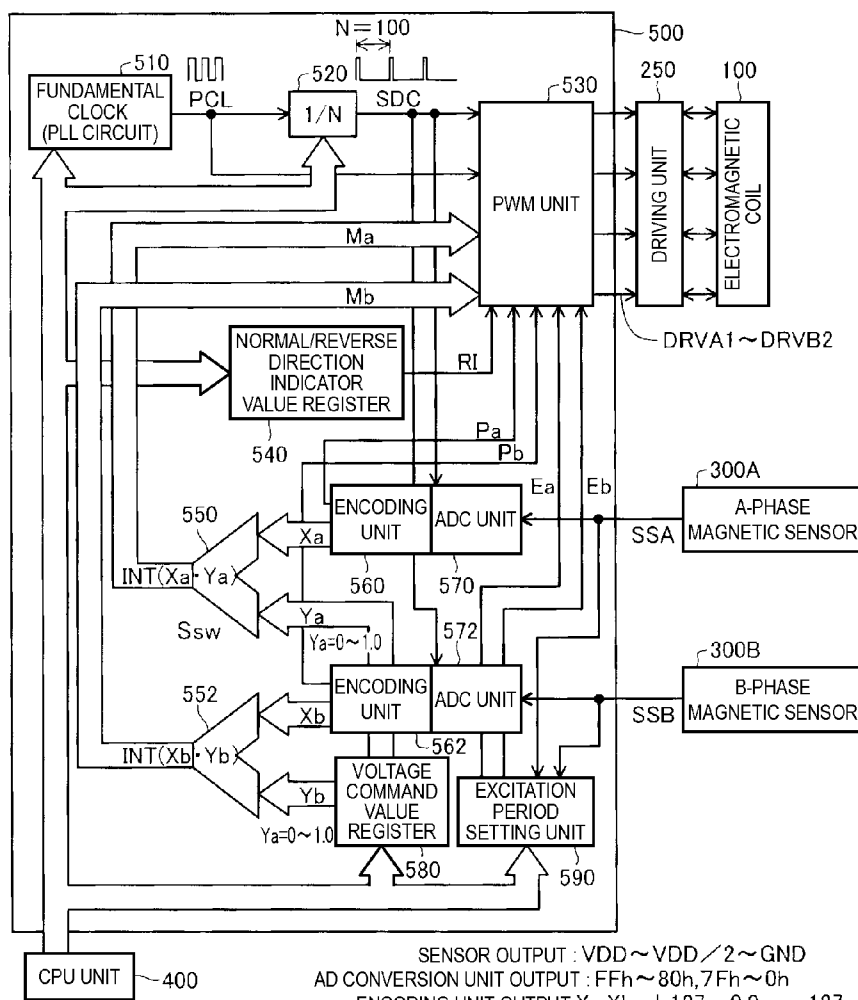 N=100
500
510
520
530
250
100
FUNDAMENTAL
CLOCK
(PLL CIRCUIT)
PCL
1/N
SDC
PWM UNIT
DRIVING UNIT
ELECTROMAGNETIC
COIL
Ma
Mb
DRVA1~DRVB2
NORMAL/REVERSE
DIRECTION
INDICATOR
VALUE REGISTER
RI
540
Pa
Pb
Ea
Eb
300A
A-PHASE
MAGNETIC SENSOR
SSA
550
ENCODING
UNIT
ADC UNIT
Xa
INT(Xa·Ya)
560
570
Ya
Ssw
Ya=0~1.0
572
300B
B-PHASE
MAGNETIC SENSOR
SSB
552
ENCODING
UNIT
ADC UNIT
Xb
INT(Xb·Yb)
562
VOLTAGE
COMMAND
VALUE
REGISTER
Yb
Ya=0~1.0
EXCITATION
PERIOD
SETTING UNIT
580
590
CPU UNIT
400
SENSOR OUTPUT : VDD~VDD/2~GND
AD CONVERSION UNIT OUTPUT : FFh~80h,7Fh~0h